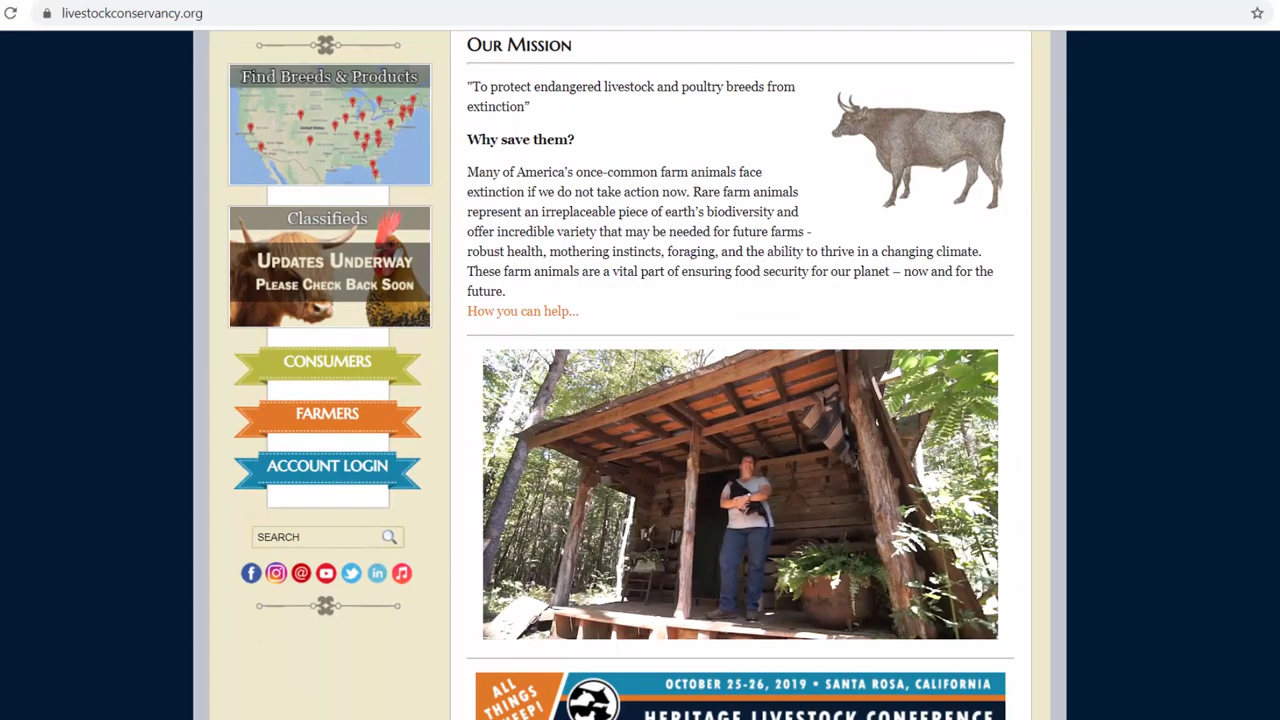 livestockconservancy.org
Find Breeds & Products
Classifieds
Updates Underway
Please Check Back Soon
CONSUMERS
FARMERS
ACCOUNT LOGIN
SEARCH
Our Mission
"To protect endangered livestock and poultry breeds from
extinction”
Why save them?
Many of America’s once-common farm animals face
extinction if we do not take action now. Rare farm animals
represent an irreplaceable piece of earth’s biodiversity and
offer incredible variety that may be needed for future farms -
robust health, mothering instincts, foraging, and the ability to thrive in a changing climate.
These farm animals are a vital part of ensuring food security for our planet – now and for the
future.
How you can help...
ALL
THINGS
SHEEP!
OCTOBER 25-26, 2019 • SANTA ROSA, CALIFORNIA
HERITAGE LIVESTOCK CONFERENCE